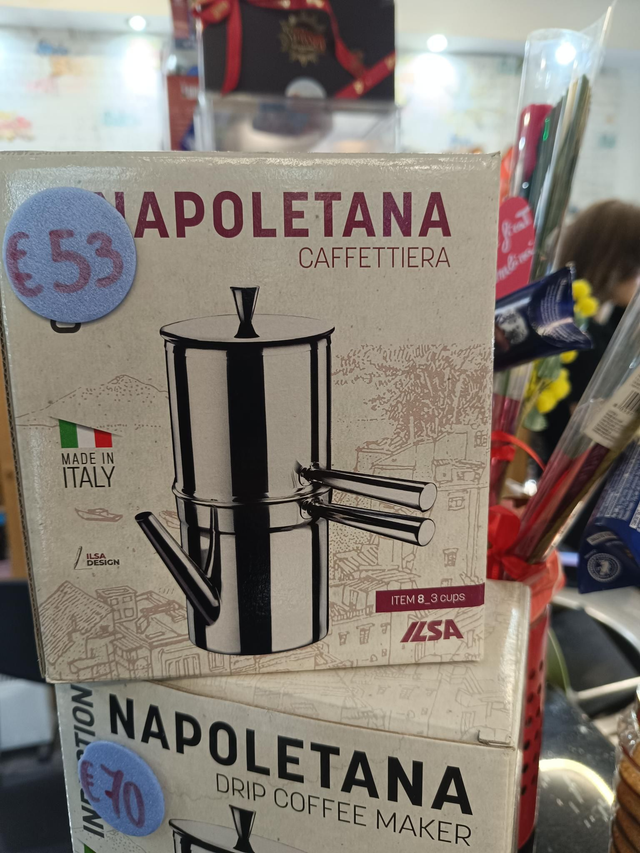 NAPOLETANA
CAFFETTIERA
€53
MADE IN
ITALY
ILSA
DESIGN
ITEM 8_3 cups
ILSA
NAPOLETANA
DRIP COFFEE MAKER
€70